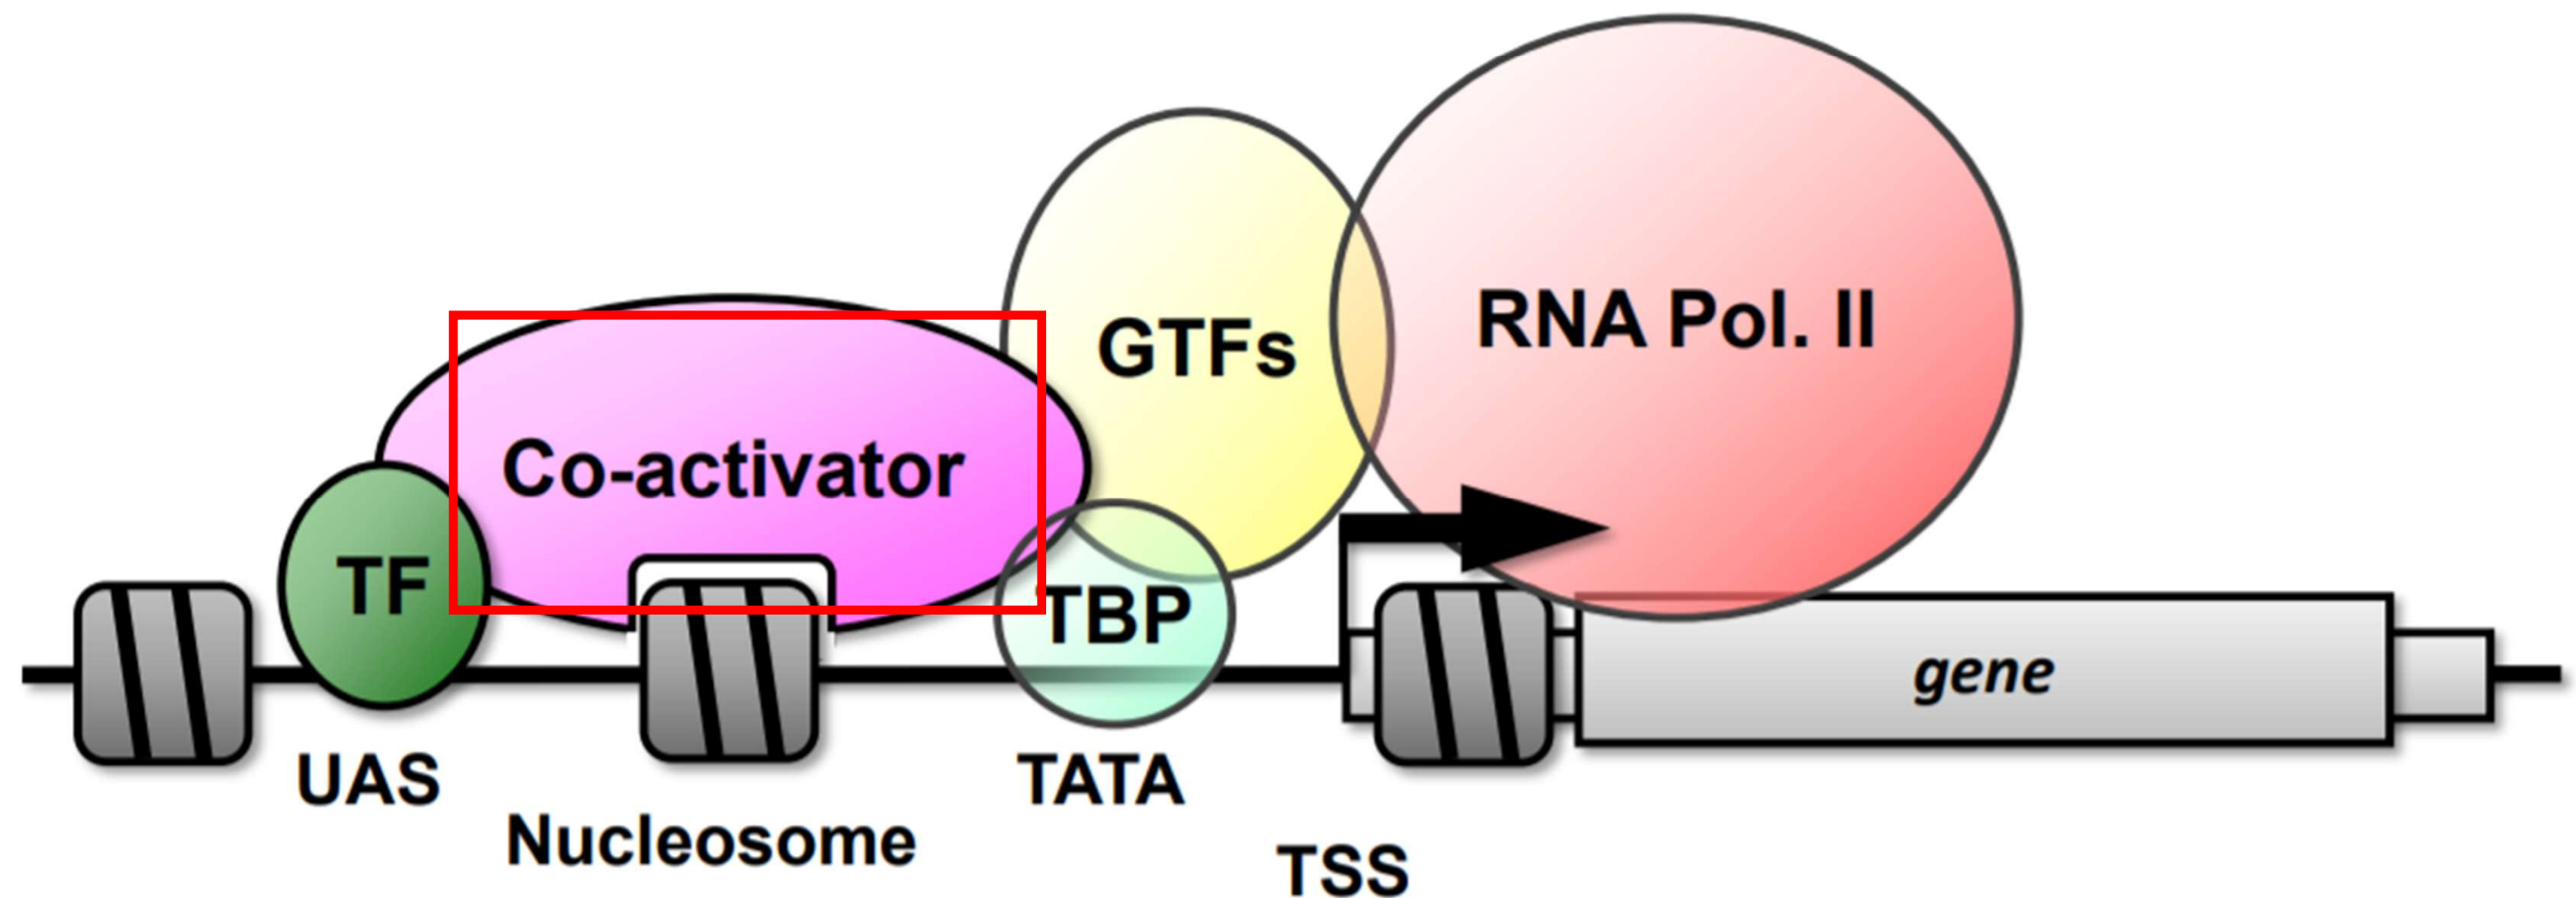 GTFs
RNA Pol. II
Co-activator
TF
TBP
gene
UAS
TATA
Nucleosome
TSS